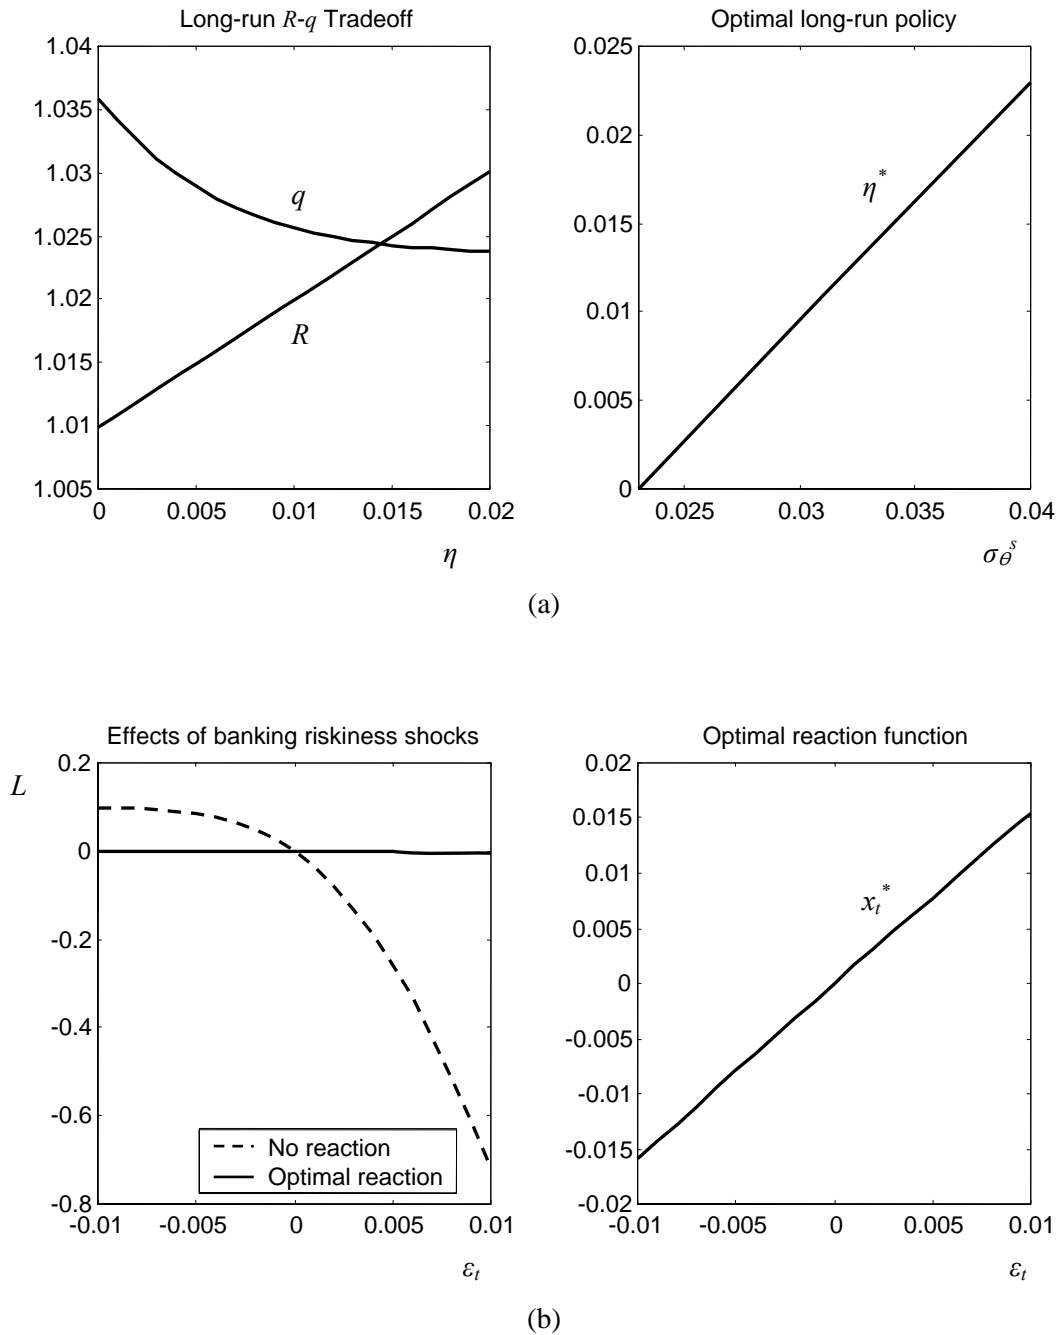 Long-run R-q Tradeoff
1.04
1.035
1.03
1.025
1.02
1.015
1.01
1.005
q
R
0 0.005 0.01 0.015 0.02
η
Optimal long-run policy
0.025
0.02
0.015
0.01
0.005
0
η*
0.025 0.03 0.035 0.04
σθ^s
(a)
Effects of banking riskiness shocks
L
0.2
0
-0.2
-0.4
-0.6
-0.8
No reaction
Optimal reaction
-0.01 -0.005 0 0.005 0.01
εt
Optimal reaction function
0.02
0.015
0.01
0.005
0
-0.005
-0.01
-0.015
-0.02
xt*
-0.01 -0.005 0 0.005 0.01
εt
(b)